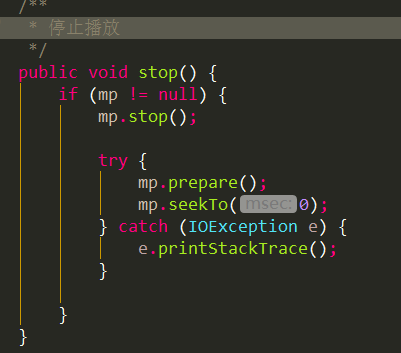 /**
 * 停止播放
 */
public void stop() {
    if (mp != null) {
        mp.stop();

        try {
            mp.prepare();
            mp.seekTo(msec: 0);
        } catch (IOException e) {
            e.printStackTrace();
        }

    }
}